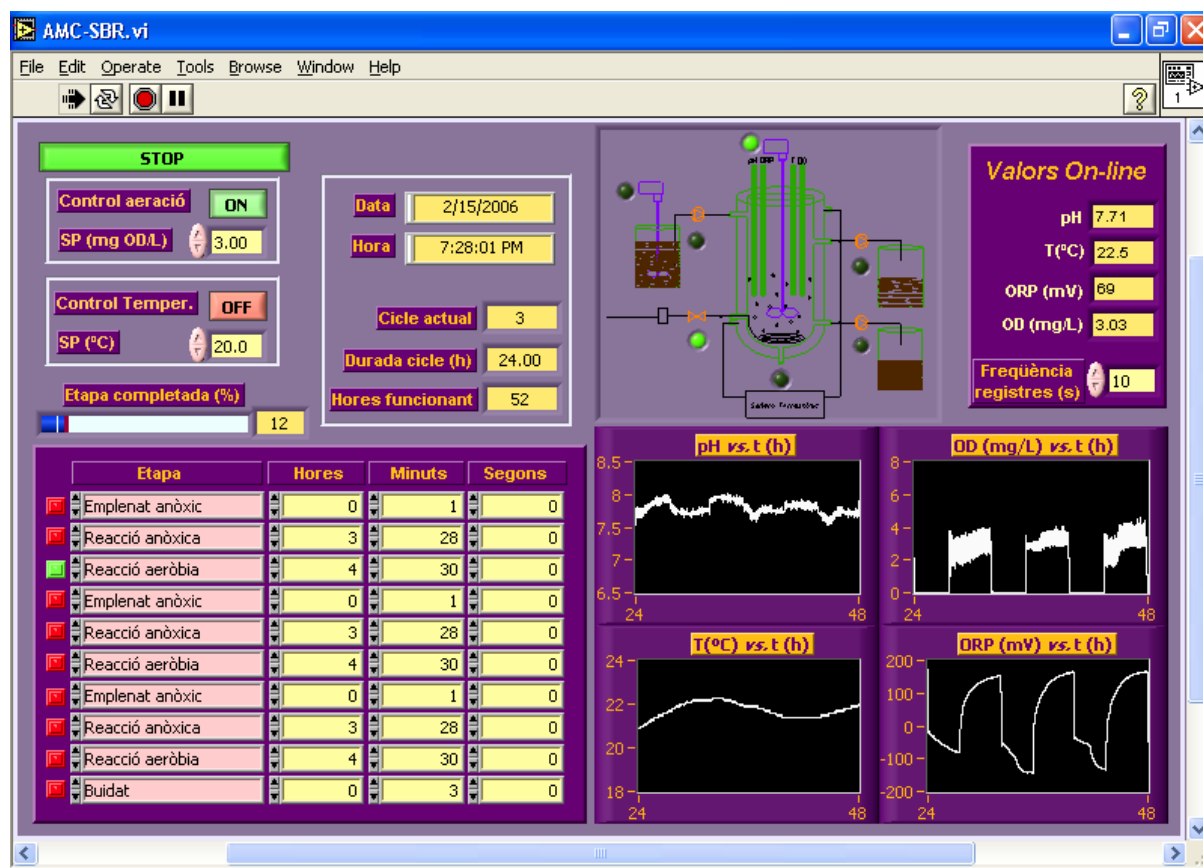 AMC-SBR.vi
File Edit Operate Tools Browse Window Help
1
STOP
Control aeració ON
SP (mg OD/L) 3.00
Control Temper. OFF
SP (ºC) 20.0
Etapa completada (%)
12
Data 2/15/2006
Hora 7:28:01 PM
Cicle actual 3
Durada cicle (h) 24.00
Hores funcionant 52
pH ORP T OD
Valors On-line
pH 7.71
T(ºC) 22.5
ORP (mV) 69
OD (mg/L) 3.03
Freqüència
registres (s) 10
Etapa Hores Minuts Segons
Emplenat anòxic 0 1 0
Reacció anòxica 3 28 0
Reacció aeròbia 4 30 0
Emplenat anòxic 0 1 0
Reacció anòxica 3 28 0
Reacció aeròbia 4 30 0
Emplenat anòxic 0 1 0
Reacció anòxica 3 28 0
Reacció aeròbia 4 30 0
Buidat 0 3 0
pH vs. t (h)
8.5
8
7.5
7
6.5
24 48
OD (mg/L) vs. t (h)
8
6
4
2
0
24 48
T(ºC) vs. t (h)
24
22
20
18
24 48
ORP (mV) vs. t (h)
200
100
0
-100
-200
24 48